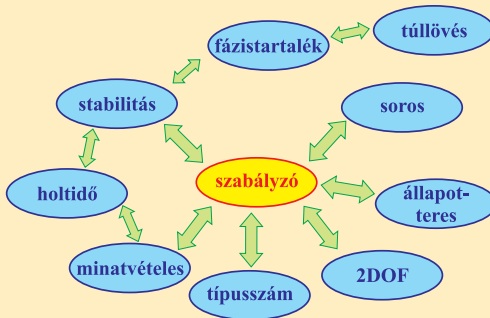 túllövés
fázistartalék
stabilitás
soros
szabályzó
holtidő
állapot-
teres
minatvételes
2DOF
típusszám